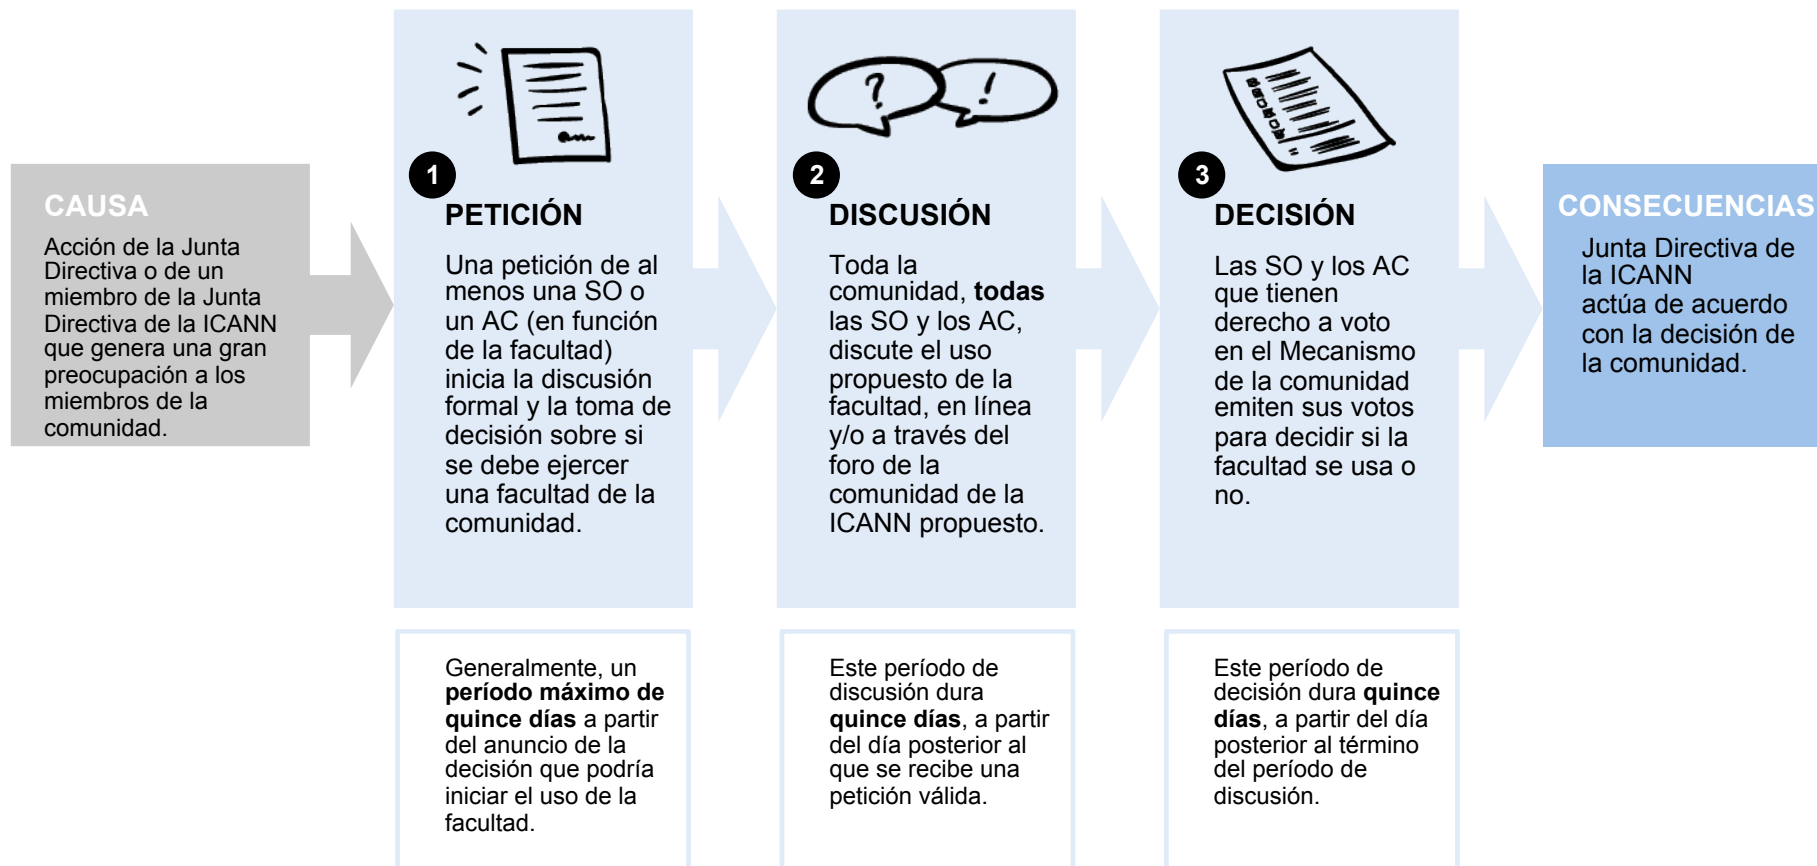 CAUSA
Acción de la Junta
Directiva o de un
miembro de la Junta
Directiva de la ICANN
que genera una gran
preocupación a los
miembros de la
comunidad.
1
PETICIÓN
Una petición de al
menos una SO o
un AC (en función
de la facultad)
inicia la discusión
formal y la toma de
decisión sobre si
se debe ejercer
una facultad de la
comunidad.
Generalmente, un
período máximo de
quince días a partir
del anuncio de la
decisión que podría
iniciar el uso de la
facultad.
?
!
2
DISCUSIÓN
Toda la
comunidad, todas
las SO y los AC,
discute el uso
propuesto de la
facultad, en línea
y/o a través del
foro de la
comunidad de la
ICANN propuesto.
Este período de
discusión dura
quince días, a partir
del día posterior al
que se recibe una
petición válida.
3
DECISIÓN
Las SO y los AC
que tienen
derecho a voto
en el Mecanismo
de la comunidad
emiten sus votos
para decidir si la
facultad se usa o
no.
Este período de
decisión dura quince
días, a partir del día
posterior al término
del período de
discusión.
CONSECUENCIAS
Junta Directiva de
la ICANN
actúa de acuerdo
con la decisión de
la comunidad.